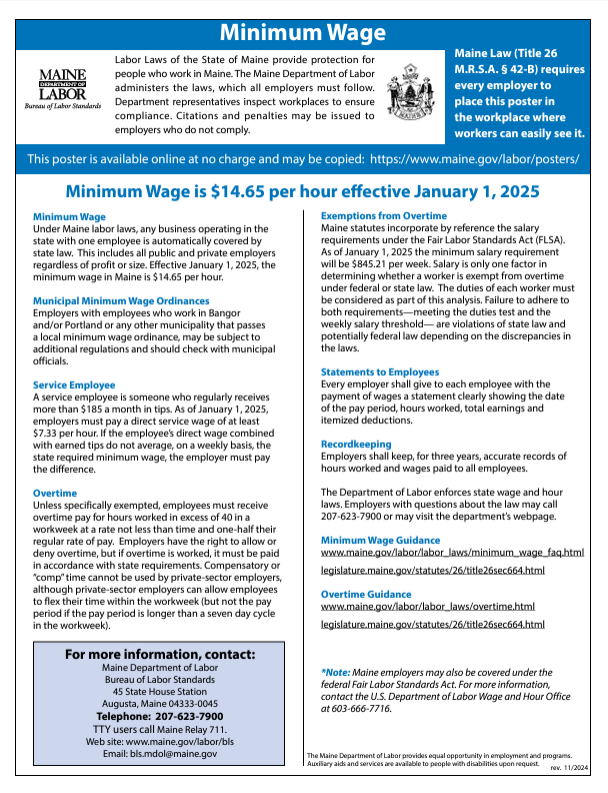 Minimum Wage
MAINE
DEPARTMENT OF
LABOR
Bureau of Labor Standards
Labor Laws of the State of Maine provide protection for
people who work in Maine. The Maine Department of Labor
administers the laws, which all employers must follow.
Department representatives inspect workplaces to ensure
compliance. Citations and penalties may be issued to
employers who do not comply.
MAINE
Maine Law (Title 26
M.R.S.A. § 42-B) requires
every employer to
place this poster in
the workplace where
workers can easily see it.
This poster is available online at no charge and may be copied: https://www.maine.gov/labor/posters/
Minimum Wage is $14.65 per hour effective January 1, 2025
Minimum Wage
Under Maine labor laws, any business operating in the
state with one employee is automatically covered by
state law. This includes all public and private employers
regardless of profit or size. Effective January 1, 2025, the
minimum wage in Maine is $14.65 per hour.
Municipal Minimum Wage Ordinances
Employers with employees who work in Bangor
and/or Portland or any other municipality that passes
a local minimum wage ordinance, may be subject to
additional regulations and should check with municipal
officials.
Service Employee
A service employee is someone who regularly receives
more than $185 a month in tips. As of January 1, 2025,
employers must pay a direct service wage of at least
$7.33 per hour. If the employee's direct wage combined
with earned tips do not average, on a weekly basis, the
state required minimum wage, the employer must pay
the difference.
Overtime
Unless specifically exempted, employees must receive
overtime pay for hours worked in excess of 40 in a
workweek at a rate not less than time and one-half their
regular rate of pay. Employers have the right to allow or
deny overtime, but if overtime is worked, it must be paid
in accordance with state requirements. Compensatory or
"comp" time cannot be used by private-sector employers,
although private-sector employers can allow employees
to flex their time within the workweek (but not the pay
period if the pay period is longer than a seven day cycle
in the workweek).
For more information, contact:
Maine Department of Labor
Bureau of Labor Standards
45 State House Station
Augusta, Maine 04333-0045
Telephone: 207-623-7900
TTY users call Maine Relay 711.
Web site: www.maine.gov/labor/bls
Email: bls.mdol@maine.gov
Exemptions from Overtime
Maine statutes incorporate by reference the salary
requirements under the Fair Labor Standards Act (FLSA).
As of January 1, 2025 the minimum salary requirement
will be $845.21 per week. Salary is only one factor in
determining whether a worker is exempt from overtime
under federal or state law. The duties of each worker must
be considered as part of this analysis. Failure to adhere to
both requirements—meeting the duties test and the
weekly salary threshold— are violations of state law and
potentially federal law depending on the discrepancies in
the laws.
Statements to Employees
Every employer shall give to each employee with the
payment of wages a statement clearly showing the date
of the pay period, hours worked, total earnings and
itemized deductions.
Recordkeeping
Employers shall keep, for three years, accurate records of
hours worked and wages paid to all employees.
The Department of Labor enforces state wage and hour
laws. Employers with questions about the law may call
207-623-7900 or may visit the department's webpage.
Minimum Wage Guidance
www.maine.gov/labor/labor_laws/minimum_wage_faq.html
legislature.maine.gov/statutes/26/title26sec664.html
Overtime Guidance
www.maine.gov/labor/labor_laws/overtime.html
legislature.maine.gov/statutes/26/title26sec664.html
*Note: Maine employers may also be covered under the
federal Fair Labor Standards Act. For more information,
contact the U.S. Department of Labor Wage and Hour Office
at 603-666-7716.
The Maine Department of Labor provides equal opportunity in employment and programs.
Auxiliary aids and services are available to people with disabilities upon request.
rev. 11/2024